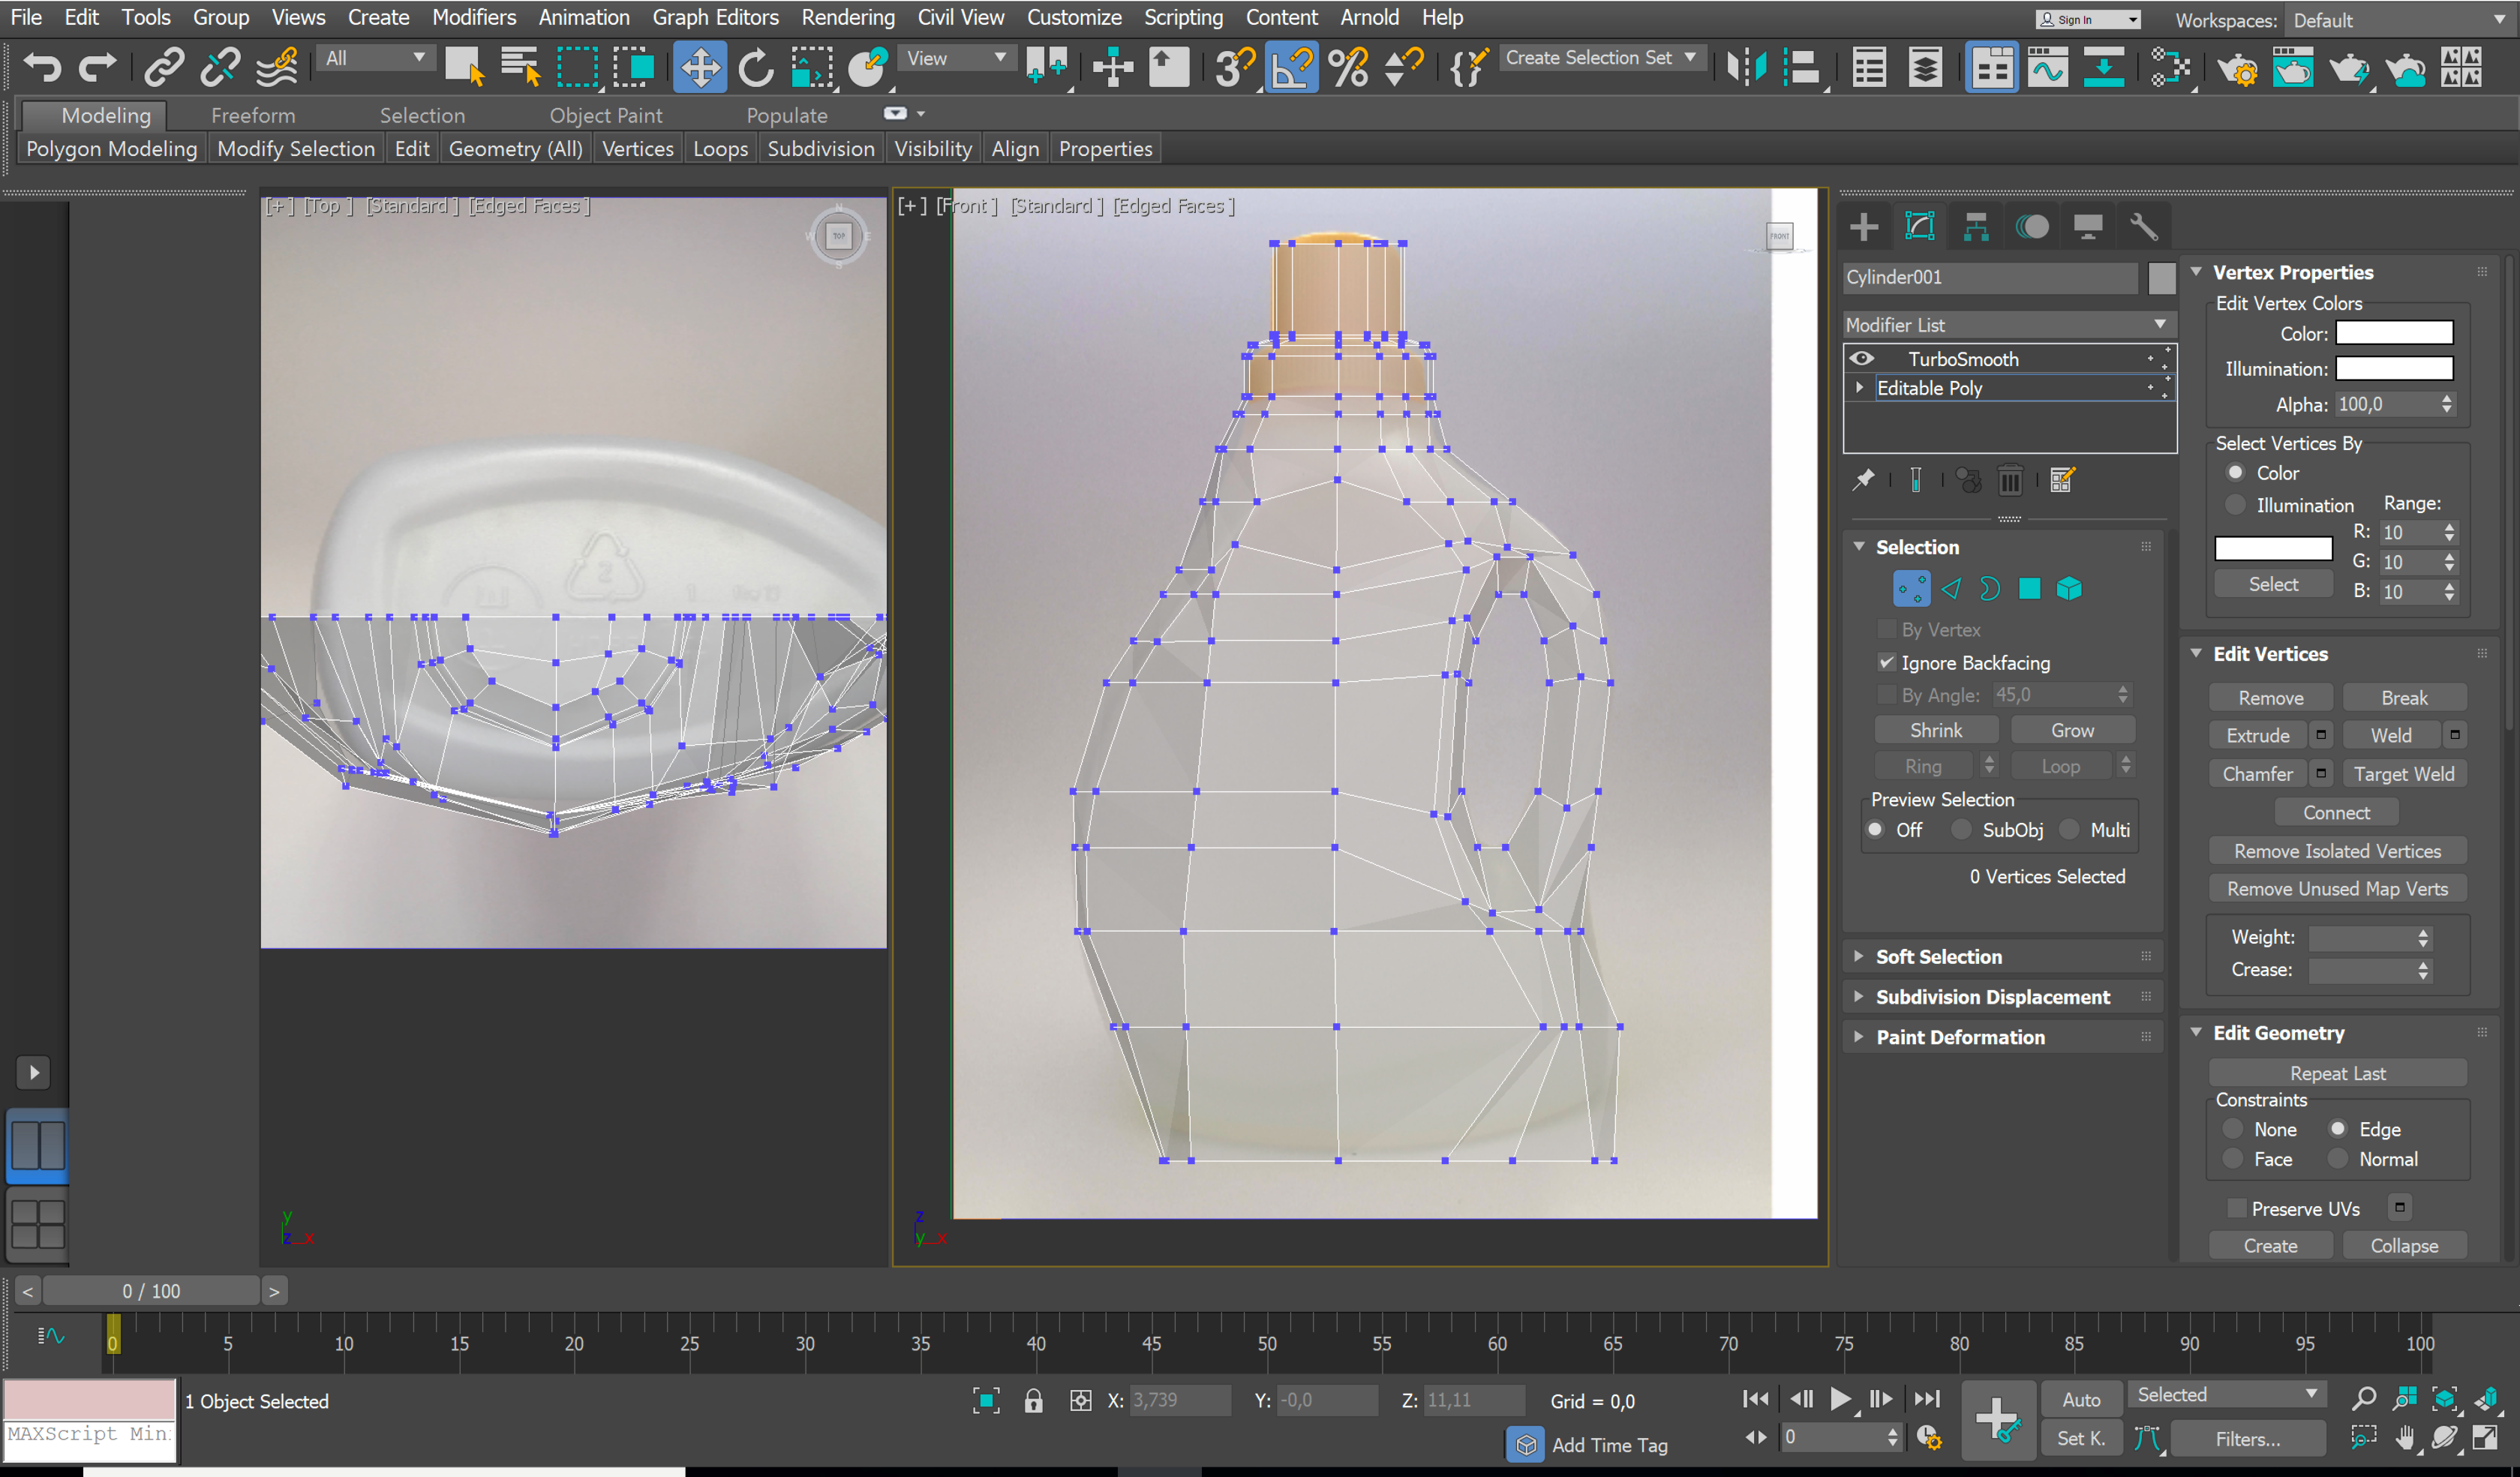 File Edit Tools Group Views Create Modifiers Animation Graph Editors Rendering Civil View Customize Scripting Content Arnold Help Sign In Workspaces: Default
All View Create Selection Set
Modeling Freeform Selection Object Paint Populate
Polygon Modeling Modify Selection Edit Geometry (All) Vertices Loops Subdivision Visibility Align Properties
[+] [Top] [Standard] [Edged Faces]
N
W TOP E
S
[+] [Front] [Standard] [Edged Faces]
FRONT
Cylinder001
Modifier List
TurboSmooth
Editable Poly
Selection
By Vertex
Ignore Backfacing
By Angle: 45,0
Shrink Grow
Ring Loop
Preview Selection
Off SubObj Multi
0 Vertices Selected
Soft Selection
Subdivision Displacement
Paint Deformation
Vertex Properties
Edit Vertex Colors
Color:
Illumination:
Alpha: 100,0
Select Vertices By
Color
Illumination Range:
R: 10
G: 10
Select
B: 10
Edit Vertices
Remove Break
Extrude Weld
Chamfer Target Weld
Connect
Remove Isolated Vertices
Remove Unused Map Verts
Weight:
Crease:
Edit Geometry
Repeat Last
Constraints
None Edge
Face Normal
Preserve UVs
Create Collapse
y
z x
z
y x
< 0 / 100 >
0 5 10 15 20 25 30 35 40 45 50 55 60 65 70 75 80 85 90 95 100
1 Object Selected X: 3,739 Y: -0,0 Z: 11,11 Grid = 0,0 Auto Selected
MAXScript Min
Add Time Tag 0 Set K. Filters...